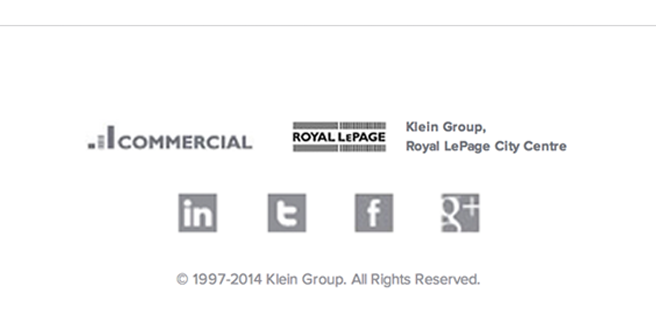 COMMERCIAL
ROYAL LEPAGE
Klein Group,
Royal LePage City Centre
in
t
f
g+
© 1997-2014 Klein Group. All Rights Reserved.